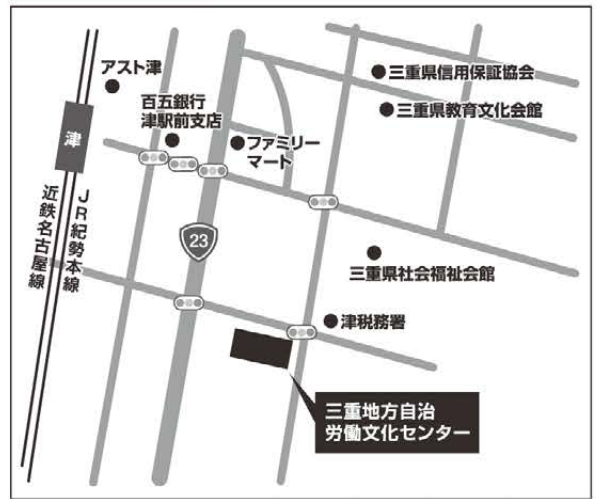 アスト津
三重県信用保証協会
三重県教育文化会館
百五銀行
津駅前支店
ファミリー
マート
津
JR紀勢本線
近鉄名古屋線
23
三重県社会福祉会館
津税務署
三重地方自治
労働文化センター